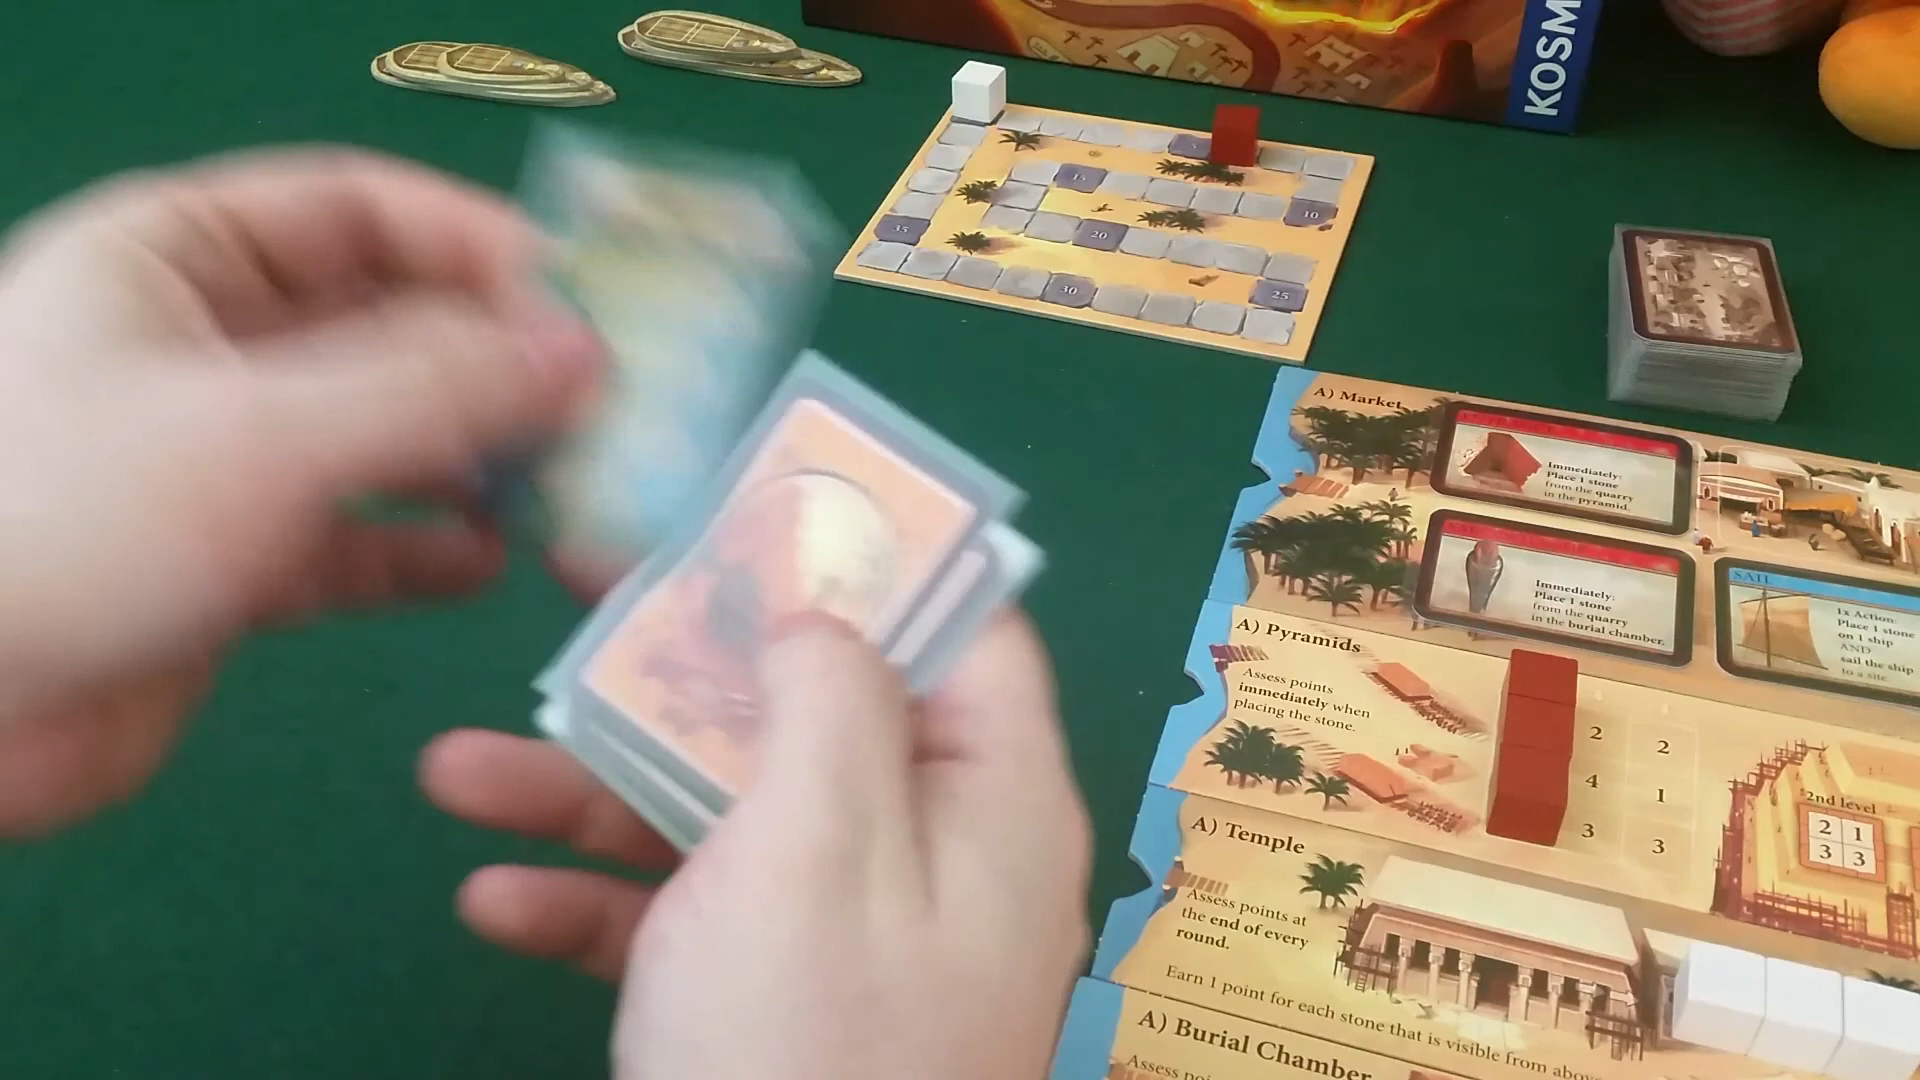 KOSM
5
15
10
35
20
30
25
A) Market
Immediately:
Place 1 stone
from the quarry
in the pyramid.
Immediately:
Place 1 stone
from the quarry
in the burial chamber.
SAIL
1x Action:
Place 1 stone
on 1 ship
AND
sail the ship
to a site.
A) Pyramids
Assess points
immediately when
placing the stone.
2 2
4 1
3 3
2nd level
2 1
3 3
A) Temple
Assess points at
the end of every
round.
Earn 1 point for each stone that is visible from above
A) Burial Chamber
Assess